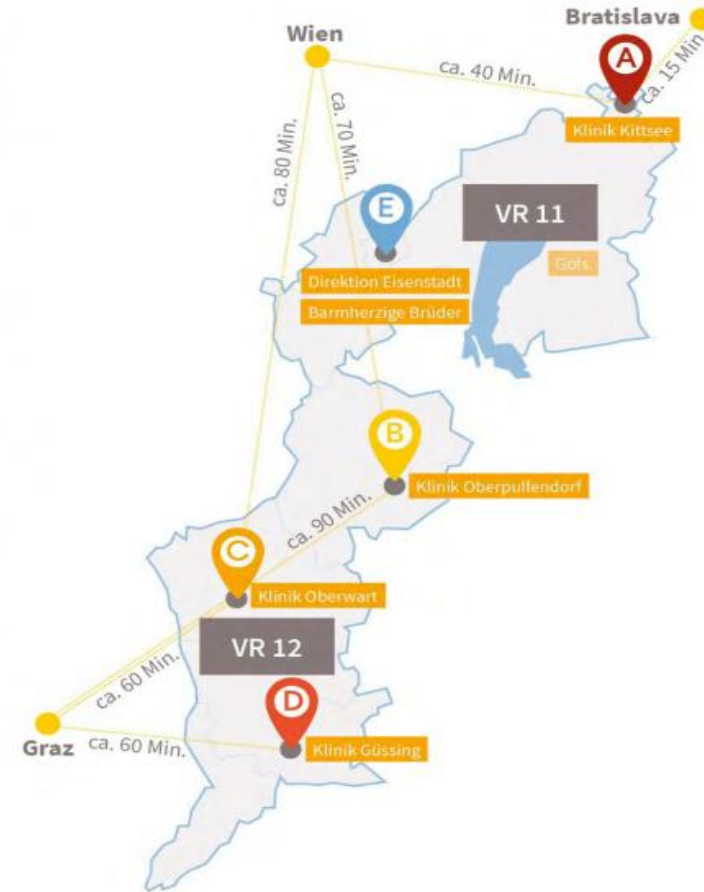 Bratislava
Wien
A
ca. 40 Min.
ca. 15 Min.
Klinik Kittsee
ca. 70 Min.
ca. 80 Min.
E
VR 11
Gols
Direktion Eisenstadt
Barmherzige Brüder
B
Klinik Oberpullendorf
ca. 90 Min.
C
Klinik Oberwart
VR 12
ca. 60 Min.
D
Graz
ca. 60 Min.
Klinik Güssing